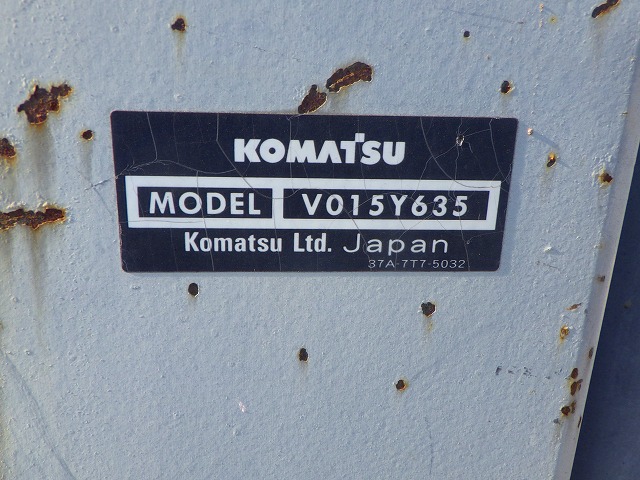 KOMATSU
MODEL V015Y635
Komatsu Ltd. Japan
37A-7T7-5032